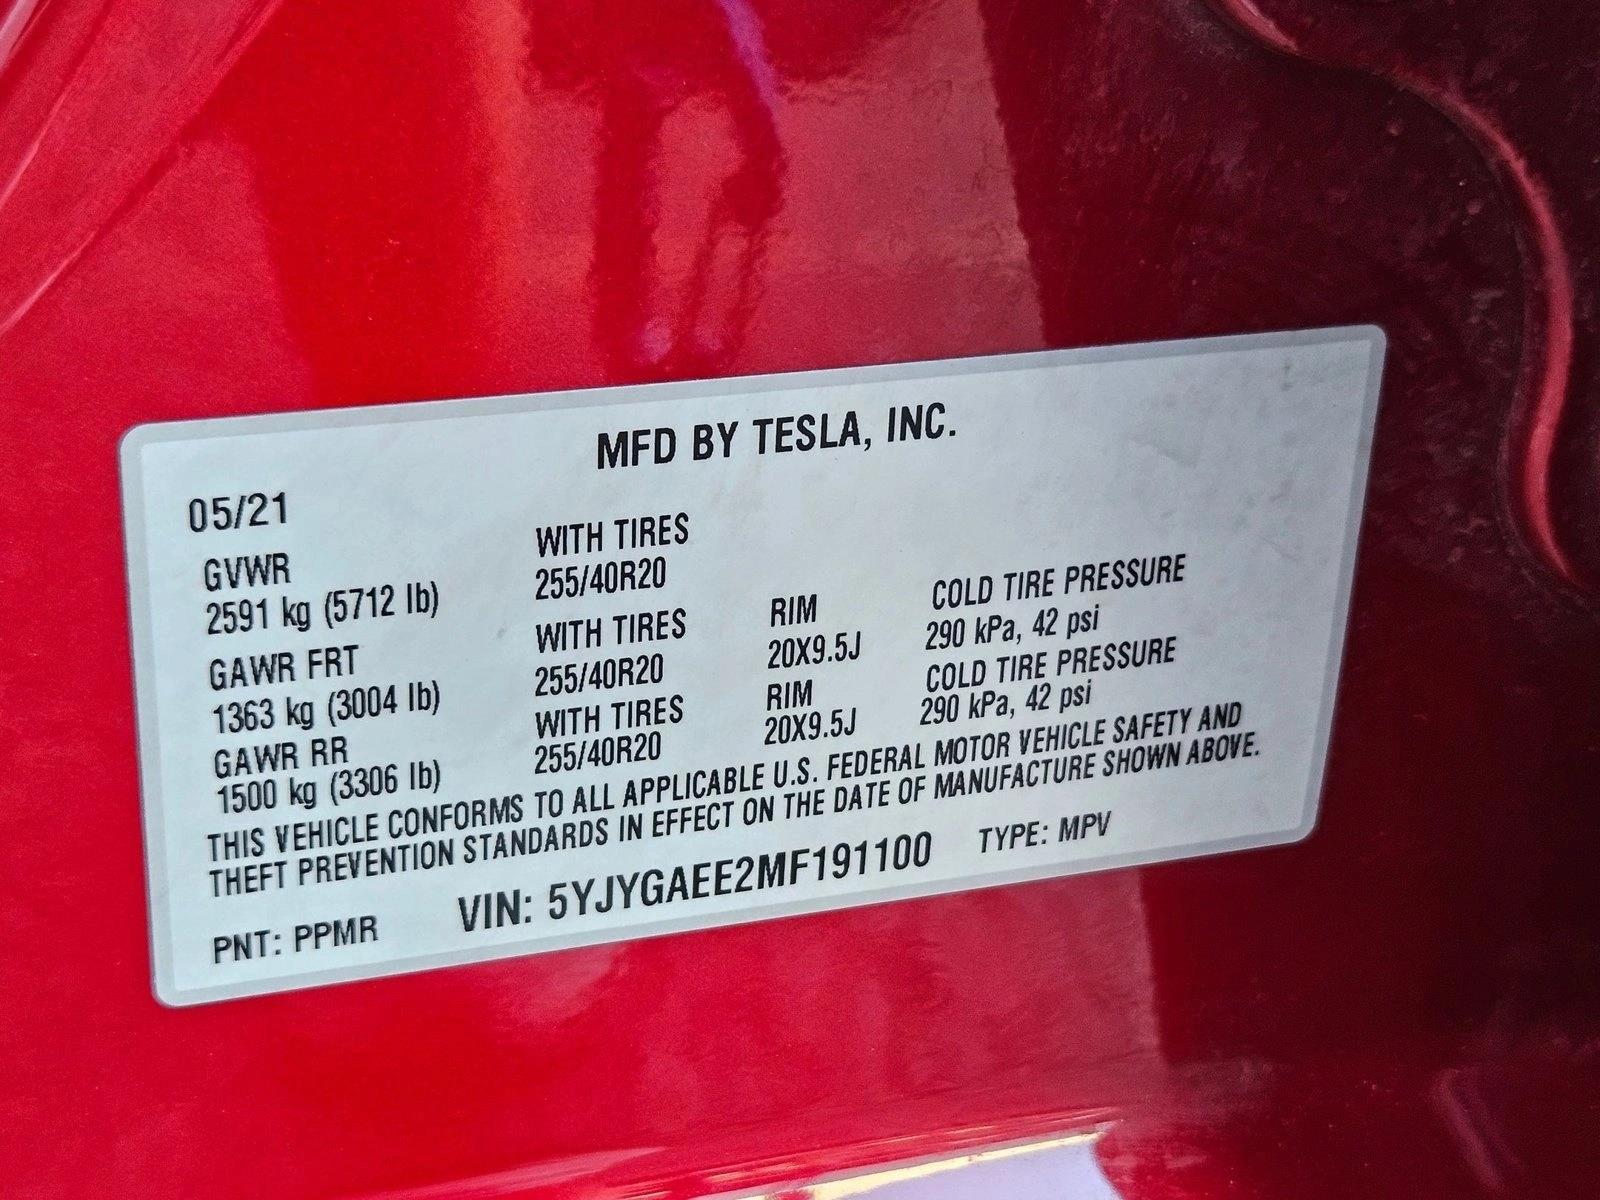 MFD BY TESLA, INC.
05/21
GVWR WITH TIRES
2591 kg (5712 lb) 255/40R20
GAWR FRT WITH TIRES RIM COLD TIRE PRESSURE
1363 kg (3004 lb) 255/40R20 20X9.5J 290 kPa, 42 psi
GAWR RR WITH TIRES RIM COLD TIRE PRESSURE
1500 kg (3306 lb) 255/40R20 20X9.5J 290 kPa, 42 psi
THIS VEHICLE CONFORMS TO ALL APPLICABLE U.S. FEDERAL MOTOR VEHICLE SAFETY AND
THEFT PREVENTION STANDARDS IN EFFECT ON THE DATE OF MANUFACTURE SHOWN ABOVE.
PNT: PPMR VIN: 5YJYGAEE2MF191100 TYPE: MPV